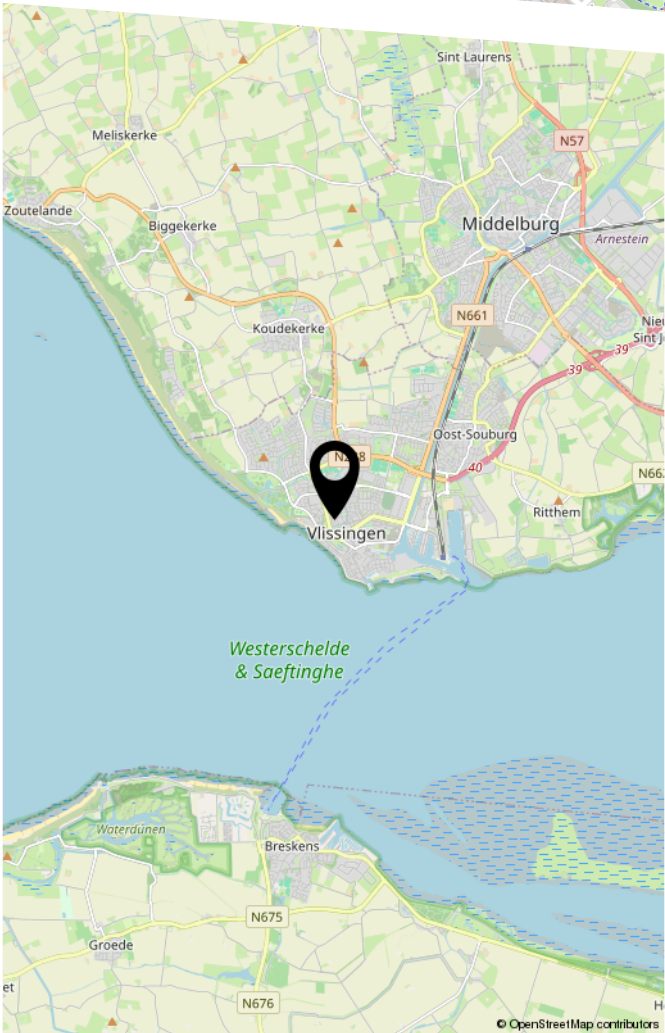 Sint Laurens
N57
Meliskerke
Zoutelande
Biggekerke
Middelburg
Arnestein
N661
Koudekerke
39
39
Oost-Souburg
40
Ritthem
Vlissingen
Westerschelde
& Saeftinghe
Waterdunen
Breskens
N675
Groede
N676
© OpenStreetMap contributors